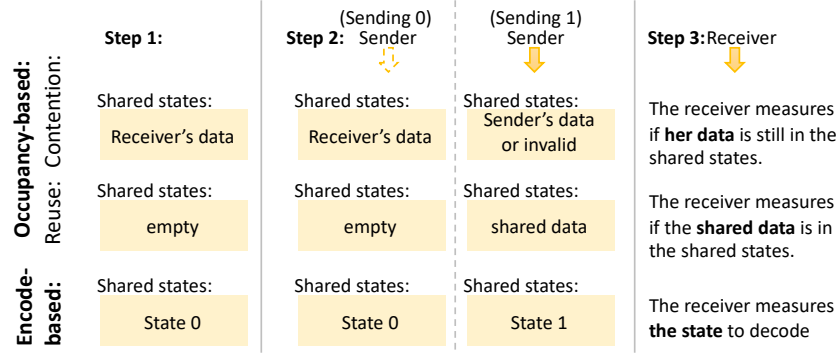 (Sending 0)
(Sending 1)
Step 1:
Step 2: Sender
Sender
Step 3:Receiver
Occupancy-based:
Contention:
Shared states:
Receiver's data
Shared states:
Receiver's data
Shared states:
Sender's data
or invalid
The receiver measures
if her data is still in the
shared states.
Reuse:
Shared states:
empty
Shared states:
empty
Shared states:
shared data
The receiver measures
if the shared data is in
the shared states.
Encode-
based:
Shared states:
State 0
Shared states:
State 0
Shared states:
State 1
The receiver measures
the state to decode